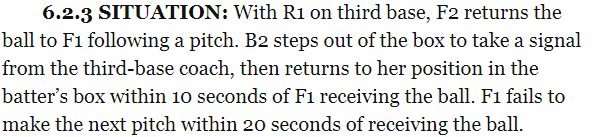 6.2.3 SITUATION: With R1 on third base, F2 returns the
ball to F1 following a pitch. B2 steps out of the box to take a signal
from the third-base coach, then returns to her position in the
batter’s box within 10 seconds of F1 receiving the ball. F1 fails to
make the next pitch within 20 seconds of receiving the ball.